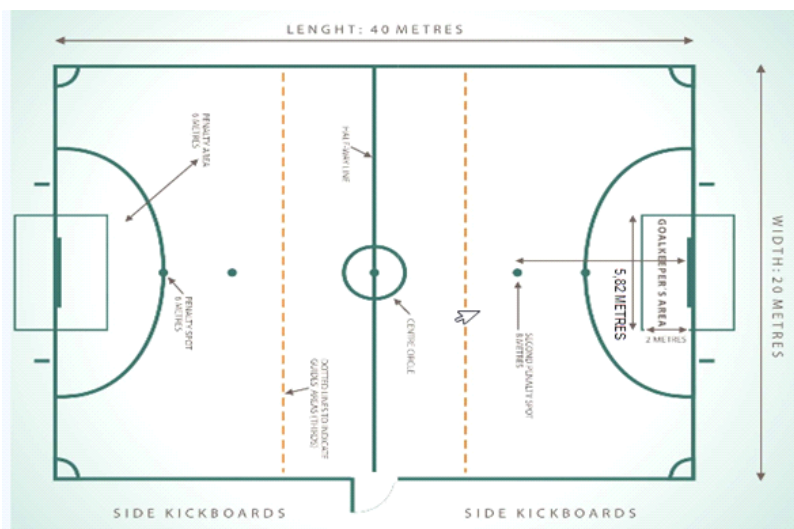 LENGHT: 40 METRES
PENALTY AREA
6 METRES
HALF-WAY LINE
GOALKEEPER'S AREA
5,82 METRES
2 METRES
WIDTH: 20 METRES
PENALTY SPOT
6 METRES
CENTRE CIRCLE
SECOND PENALTY SPOT
8 METRES
DOTTED LINES TO INDICATE
GUIDES AREAS (THIRDS)
SIDE KICKBOARDS
SIDE KICKBOARDS